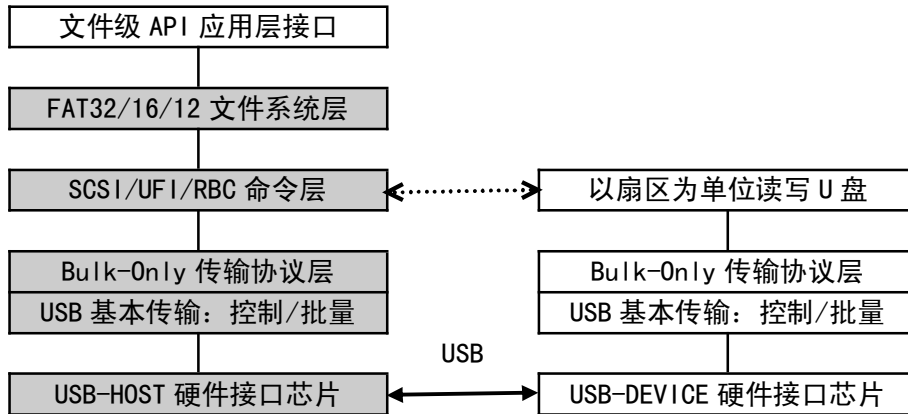 文件级 API 应用层接口
FAT32/16/12 文件系统层
SCSI/UFI/RBC 命令层
以扇区为单位读写 U 盘
Bulk-Only 传输协议层
Bulk-Only 传输协议层
USB 基本传输：控制/批量
USB 基本传输：控制/批量
USB
USB-HOST 硬件接口芯片
USB-DEVICE 硬件接口芯片